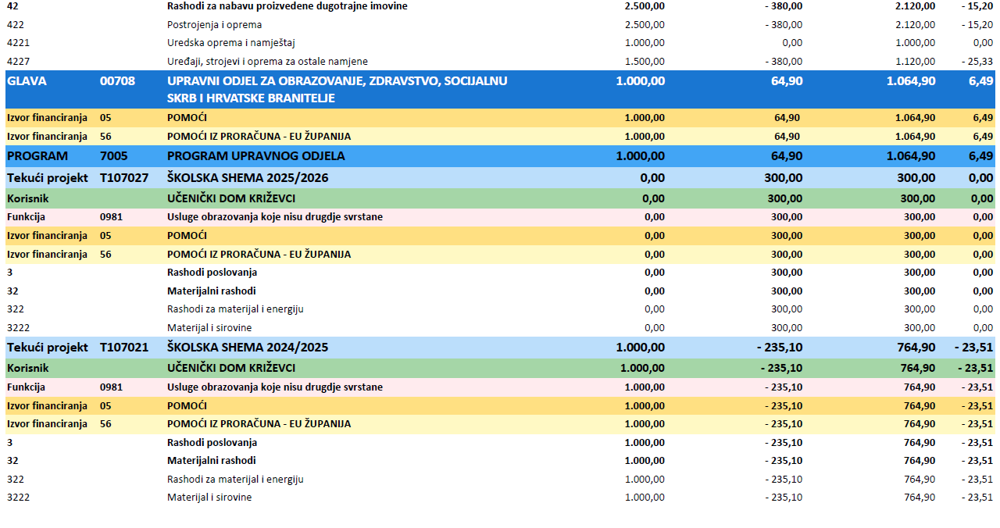 42 Rashodi za nabavu proizvedene dugotrajne imovine 2.500,00 - 380,00 2.120,00 - 15,20
422 Postrojenja i oprema 2.500,00 - 380,00 2.120,00 - 15,20
4221 Uredska oprema i namještaj 1.000,00 0,00 1.000,00 0,00
4227 Uređaji, strojevi i oprema za ostale namjene 1.500,00 - 380,00 1.120,00 - 25,33
GLAVA 00708 UPRAVNI ODJEL ZA OBRAZOVANJE, ZDRAVSTVO, SOCIJALNU 1.000,00 64,90 1.064,90 6,49
SKRB I HRVATSKE BRANITELJE
Izvor financiranja 05 POMOĆI 1.000,00 64,90 1.064,90 6,49
Izvor financiranja 56 POMOĆI IZ PRORAČUNA - EU ŽUPANIJA 1.000,00 64,90 1.064,90 6,49
PROGRAM 7005 PROGRAM UPRAVNOG ODJELA 1.000,00 64,90 1.064,90 6,49
Tekući projekt T107027 ŠKOLSKA SHEMA 2025/2026 0,00 300,00 300,00 0,00
Korisnik UČENIČKI DOM KRIŽEVCI 0,00 300,00 300,00 0,00
Funkcija 0981 Usluge obrazovanja koje nisu drugdje svrstane 0,00 300,00 300,00 0,00
Izvor financiranja 05 POMOĆI 0,00 300,00 300,00 0,00
Izvor financiranja 56 POMOĆI IZ PRORAČUNA - EU ŽUPANIJA 0,00 300,00 300,00 0,00
3 Rashodi poslovanja 0,00 300,00 300,00 0,00
32 Materijalni rashodi 0,00 300,00 300,00 0,00
322 Rashodi za materijal i energiju 0,00 300,00 300,00 0,00
3222 Materijal i sirovine 0,00 300,00 300,00 0,00
Tekući projekt T107021 ŠKOLSKA SHEMA 2024/2025 1.000,00 - 235,10 764,90 - 23,51
Korisnik UČENIČKI DOM KRIŽEVCI 1.000,00 - 235,10 764,90 - 23,51
Funkcija 0981 Usluge obrazovanja koje nisu drugdje svrstane 1.000,00 - 235,10 764,90 - 23,51
Izvor financiranja 05 POMOĆI 1.000,00 - 235,10 764,90 - 23,51
Izvor financiranja 56 POMOĆI IZ PRORAČUNA - EU ŽUPANIJA 1.000,00 - 235,10 764,90 - 23,51
3 Rashodi poslovanja 1.000,00 - 235,10 764,90 - 23,51
32 Materijalni rashodi 1.000,00 - 235,10 764,90 - 23,51
322 Rashodi za materijal i energiju 1.000,00 - 235,10 764,90 - 23,51
3222 Materijal i sirovine 1.000,00 - 235,10 764,90 - 23,51